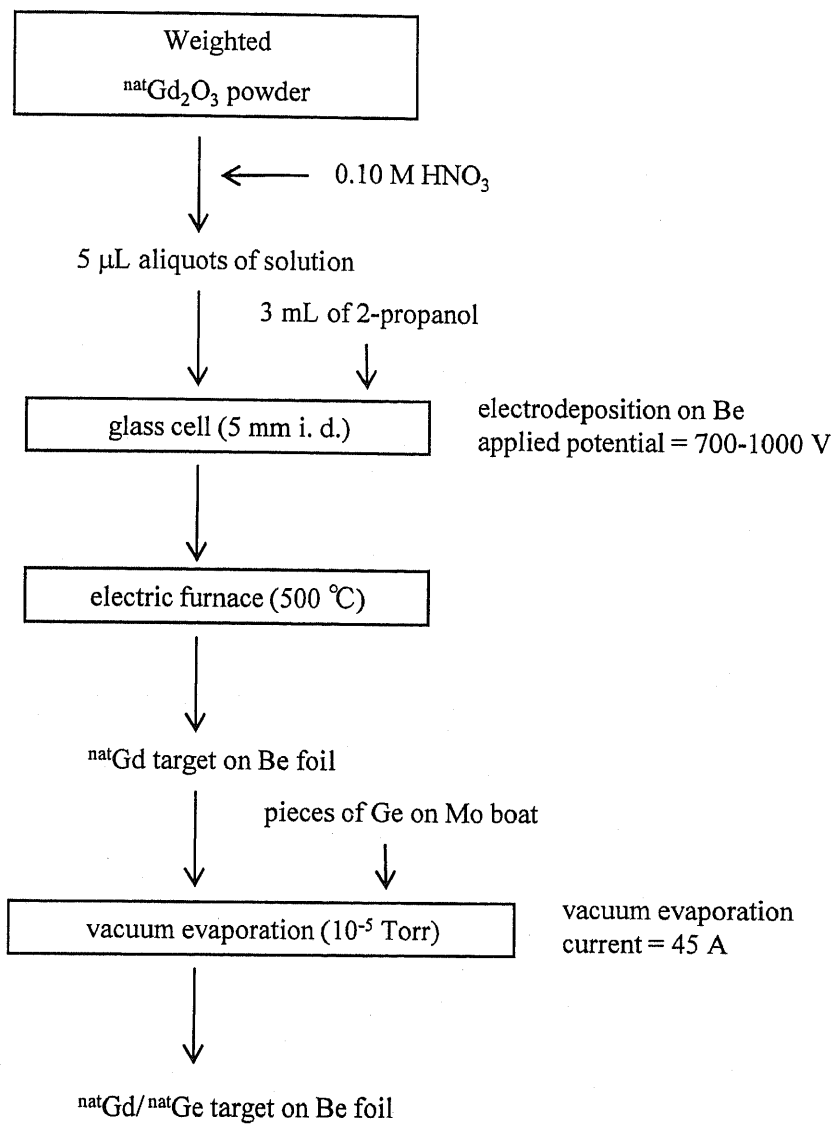 Weighted
ⁿᵃᵗGd₂O₃ powder
0.10 M HNO₃
5 μL aliquots of solution
3 mL of 2-propanol
glass cell (5 mm i. d.)
electrodeposition on Be
applied potential = 700-1000 V
electric furnace (500 ℃)
ⁿᵃᵗGd target on Be foil
pieces of Ge on Mo boat
vacuum evaporation (10⁻⁵ Torr)
vacuum evaporation
current = 45 A
ⁿᵃᵗGd/ⁿᵃᵗGe target on Be foil